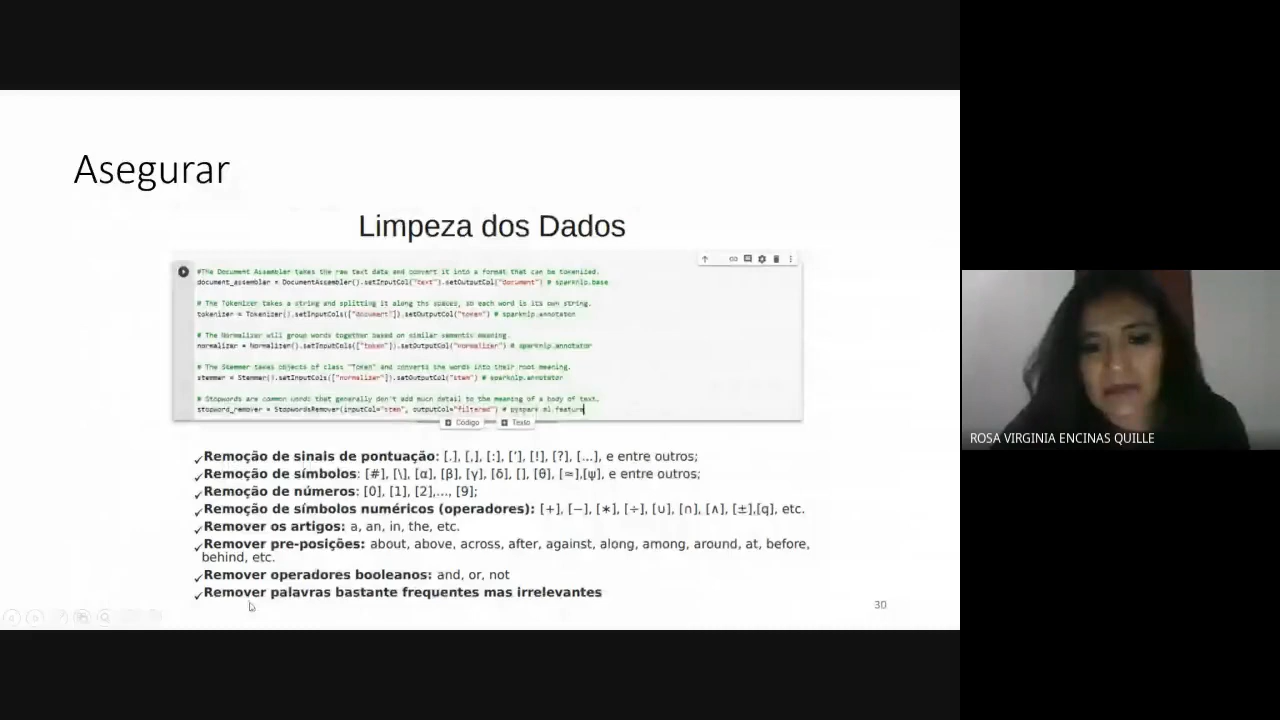 Asegurar
Limpeza dos Dados
#The Document Assembler takes the raw text data and convert it into a format that can be tokenized.
document_assembler = DocumentAssembler().setInputCol("text").setOutputCol("document") # sparknlp.base
# The Tokenizer takes a string and splitting it along the spaces, so each word is its own string.
tokenizer = Tokenizer().setInputCols(["document"]).setOutputCol("token") # sparknlp.annotator
# The Normalizer will group words together based on similar semantic meaning.
normalizer = Normalizer().setInputCols(["token"]).setOutputCol("normalizer") # sparknlp.annotator
# The Stemmer takes objects of class "Token" and converts the words into their root meaning.
stemmer = Stemmer().setInputCols(["normalizer"]).setOutputCol("stem") # sparknlp.annotator
# Stopwords are common words that generally don't add much detail to the meaning of a body of text.
stopword_remover = StopwordsRemover(inputCol="stem", outputCol="filtered") # pyspark.ml.feature
Código Texto
✓Remoção de sinais de pontuação: [.], [,], [:], ['], [!], [?], [...], e entre outros;
✓Remoção de símbolos: [#], [\], [α], [β], [γ], [δ], [], [θ], [≃],[ψ], e entre outros;
✓Remoção de números: [0], [1], [2],..., [9];
✓Remoção de símbolos numéricos (operadores): [+], [−], [∗], [÷], [∪], [∩], [∧], [±],[q], etc.
✓Remover os artigos: a, an, in, the, etc.
✓Remover pre-posições: about, above, across, after, against, along, among, around, at, before,
behind, etc.
✓Remover operadores booleanos: and, or, not
✓Remover palavras bastante frequentes mas irrelevantes
30
ROSA VIRGINIA ENCINAS QUILLE